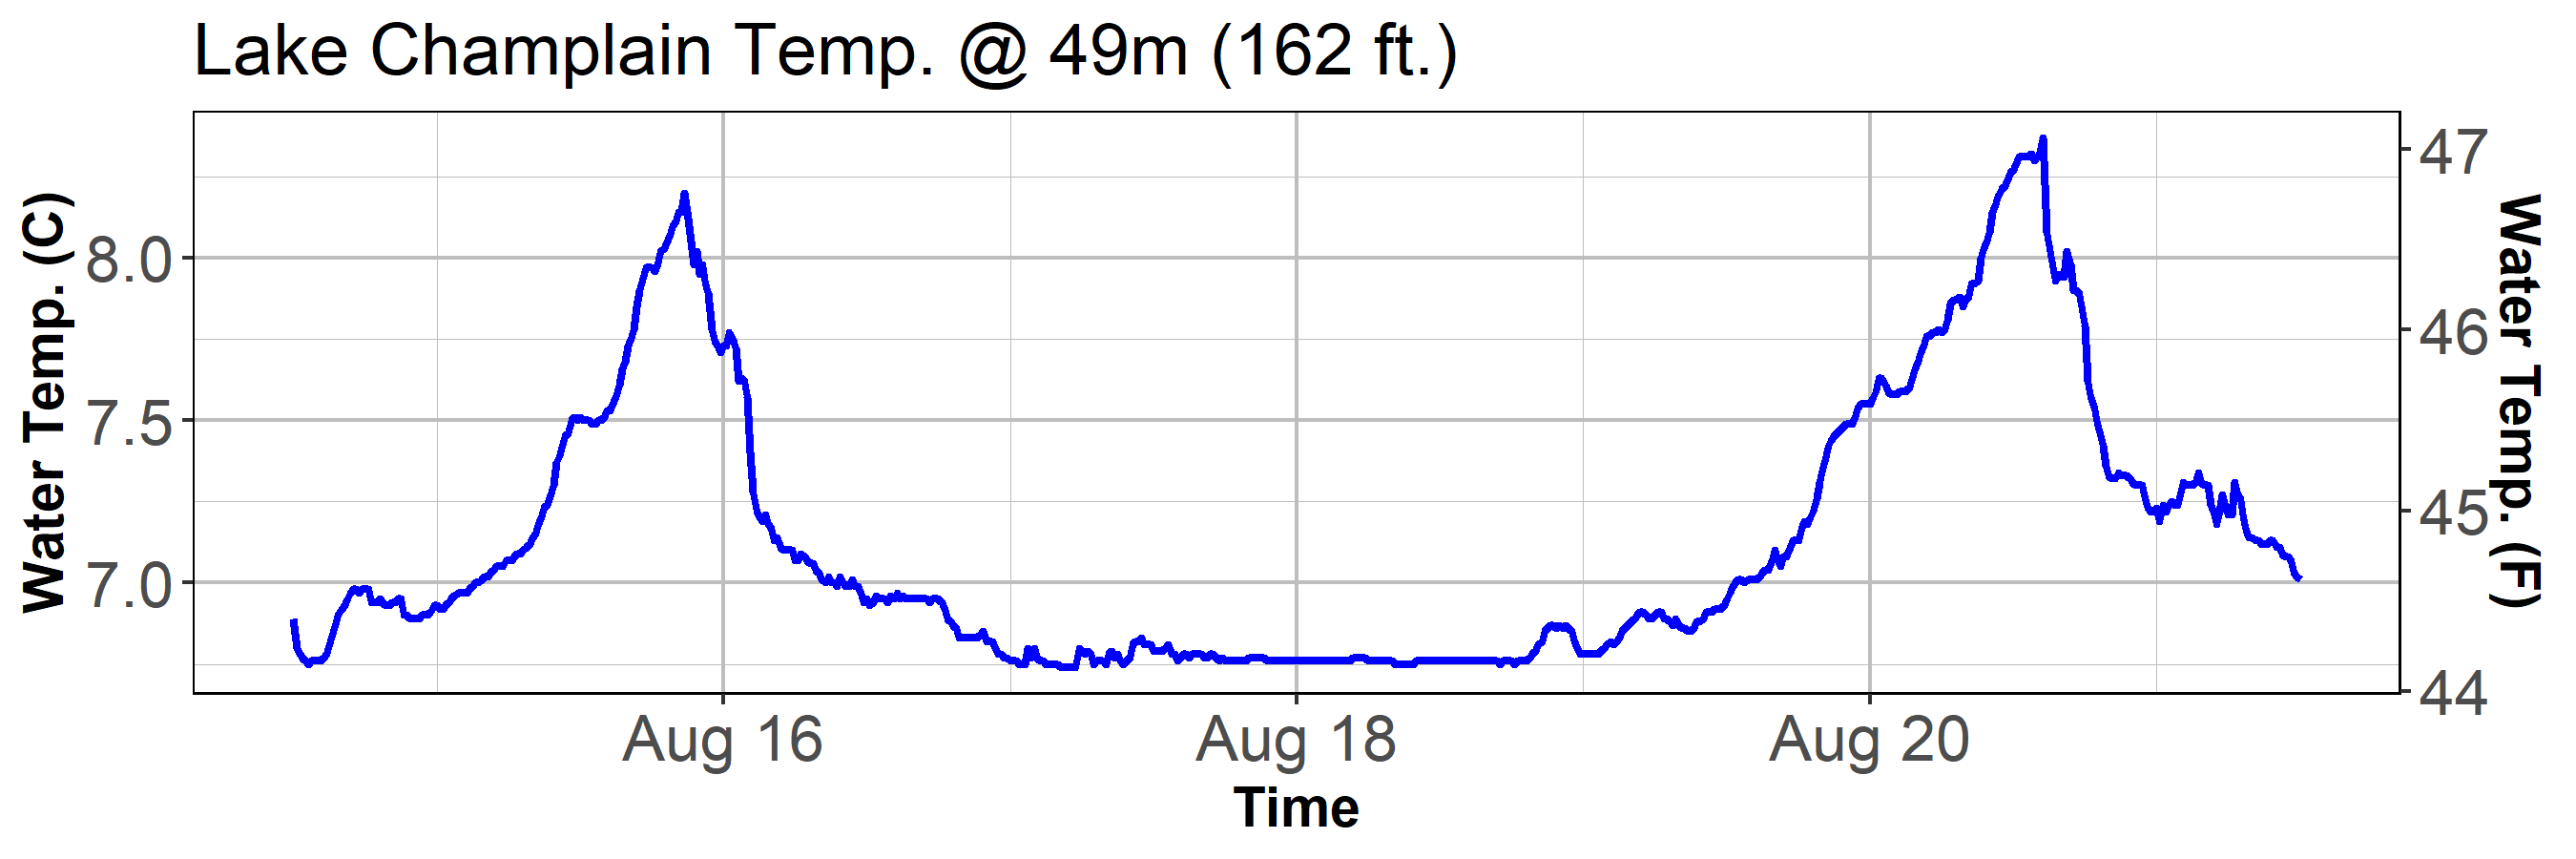 Lake Champlain Temp. @ 49m (162 ft.)
Water Temp. (C)
8.0
7.5
7.0
47
46
45
44
Water Temp. (F)
Aug 16
Aug 18
Aug 20
Time